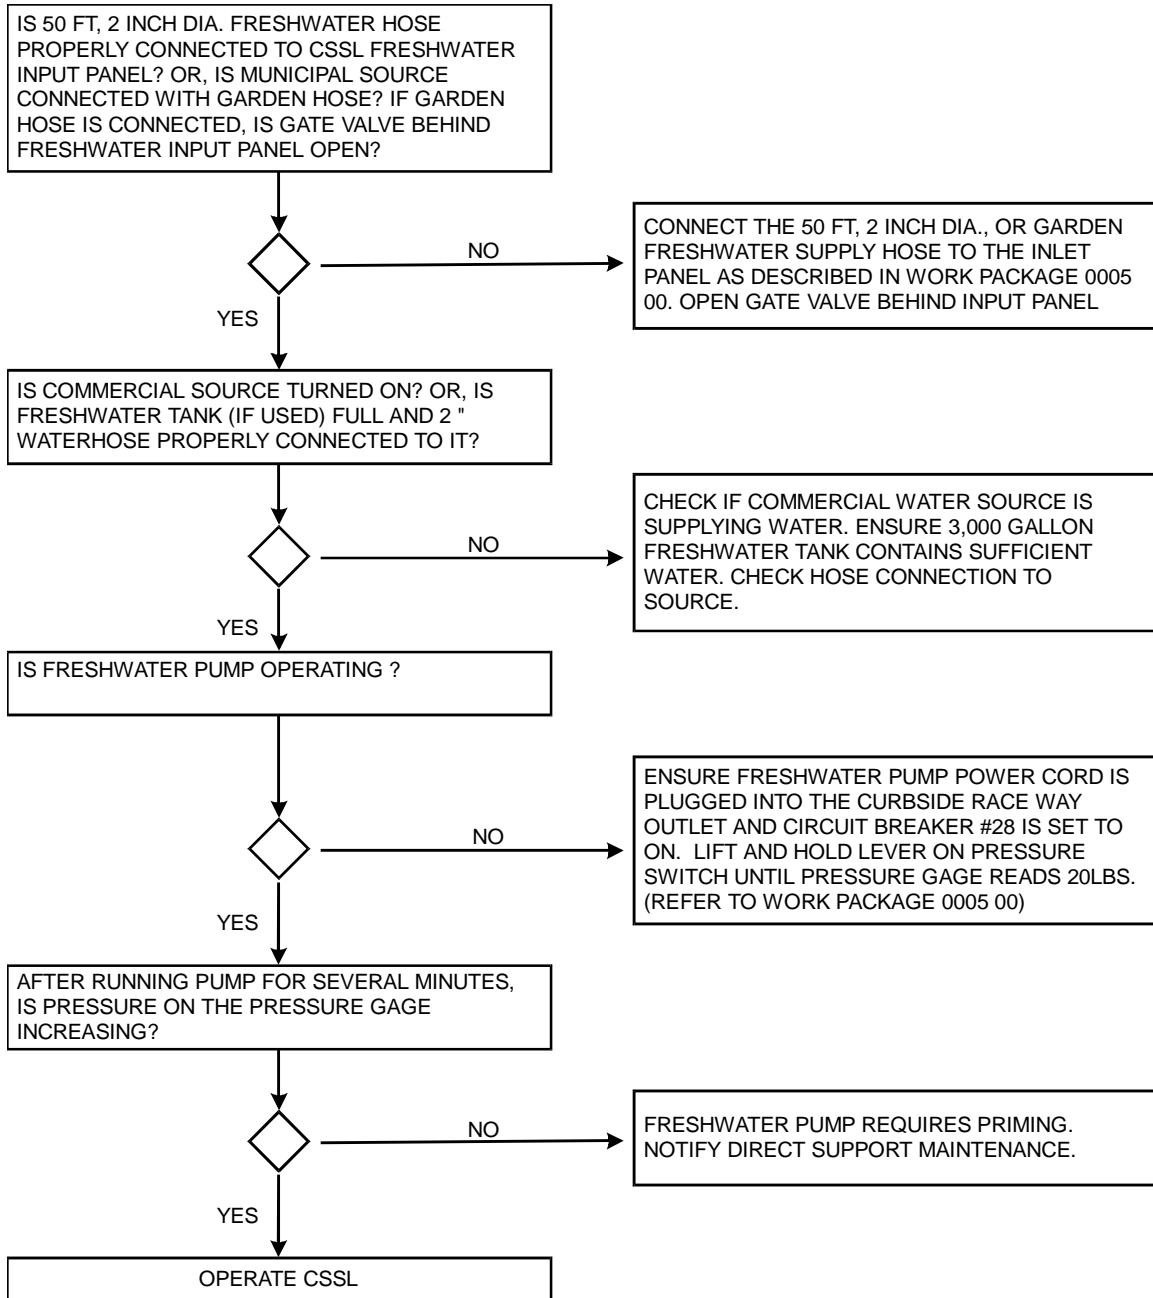 IS 50 FT, 2 INCH DIA. FRESHWATER HOSE
PROPERLY CONNECTED TO CSSL FRESHWATER
INPUT PANEL? OR, IS MUNICIPAL SOURCE
CONNECTED WITH GARDEN HOSE? IF GARDEN
HOSE IS CONNECTED, IS GATE VALVE BEHIND
FRESHWATER INPUT PANEL OPEN?
NO
CONNECT THE 50 FT, 2 INCH DIA., OR GARDEN
FRESHWATER SUPPLY HOSE TO THE INLET
PANEL AS DESCRIBED IN WORK PACKAGE 0005
00. OPEN GATE VALVE BEHIND INPUT PANEL
YES
IS COMMERCIAL SOURCE TURNED ON? OR, IS
FRESHWATER TANK (IF USED) FULL AND 2 "
WATERHOSE PROPERLY CONNECTED TO IT?
NO
CHECK IF COMMERCIAL WATER SOURCE IS
SUPPLYING WATER. ENSURE 3,000 GALLON
FRESHWATER TANK CONTAINS SUFFICIENT
WATER. CHECK HOSE CONNECTION TO
SOURCE.
YES
IS FRESHWATER PUMP OPERATING ?
NO
ENSURE FRESHWATER PUMP POWER CORD IS
PLUGGED INTO THE CURBSIDE RACE WAY
OUTLET AND CIRCUIT BREAKER #28 IS SET TO
ON. LIFT AND HOLD LEVER ON PRESSURE
SWITCH UNTIL PRESSURE GAGE READS 20LBS.
(REFER TO WORK PACKAGE 0005 00)
YES
AFTER RUNNING PUMP FOR SEVERAL MINUTES,
IS PRESSURE ON THE PRESSURE GAGE
INCREASING?
NO
FRESHWATER PUMP REQUIRES PRIMING.
NOTIFY DIRECT SUPPORT MAINTENANCE.
YES
OPERATE CSSL